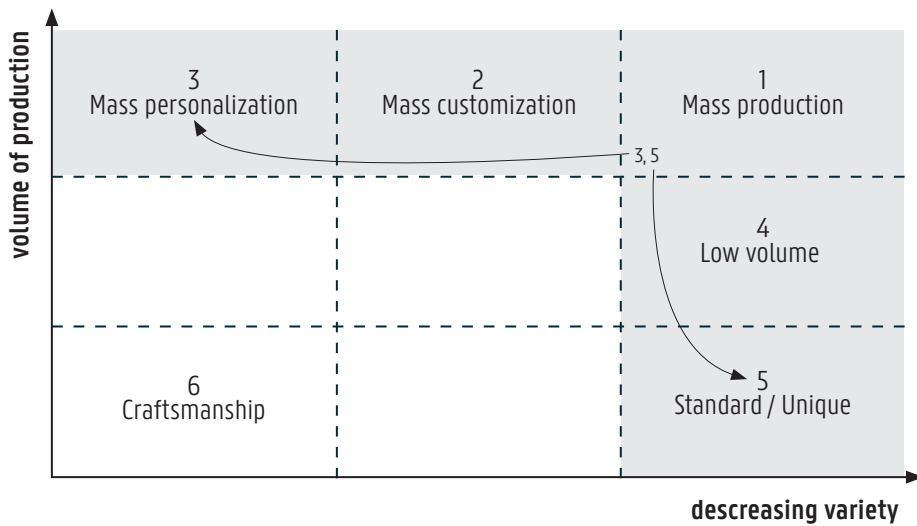 volume of production
3
Mass personalization
2
Mass customization
1
Mass production
3, 5
4
Low volume
6
Craftsmanship
5
Standard / Unique
descreasing variety